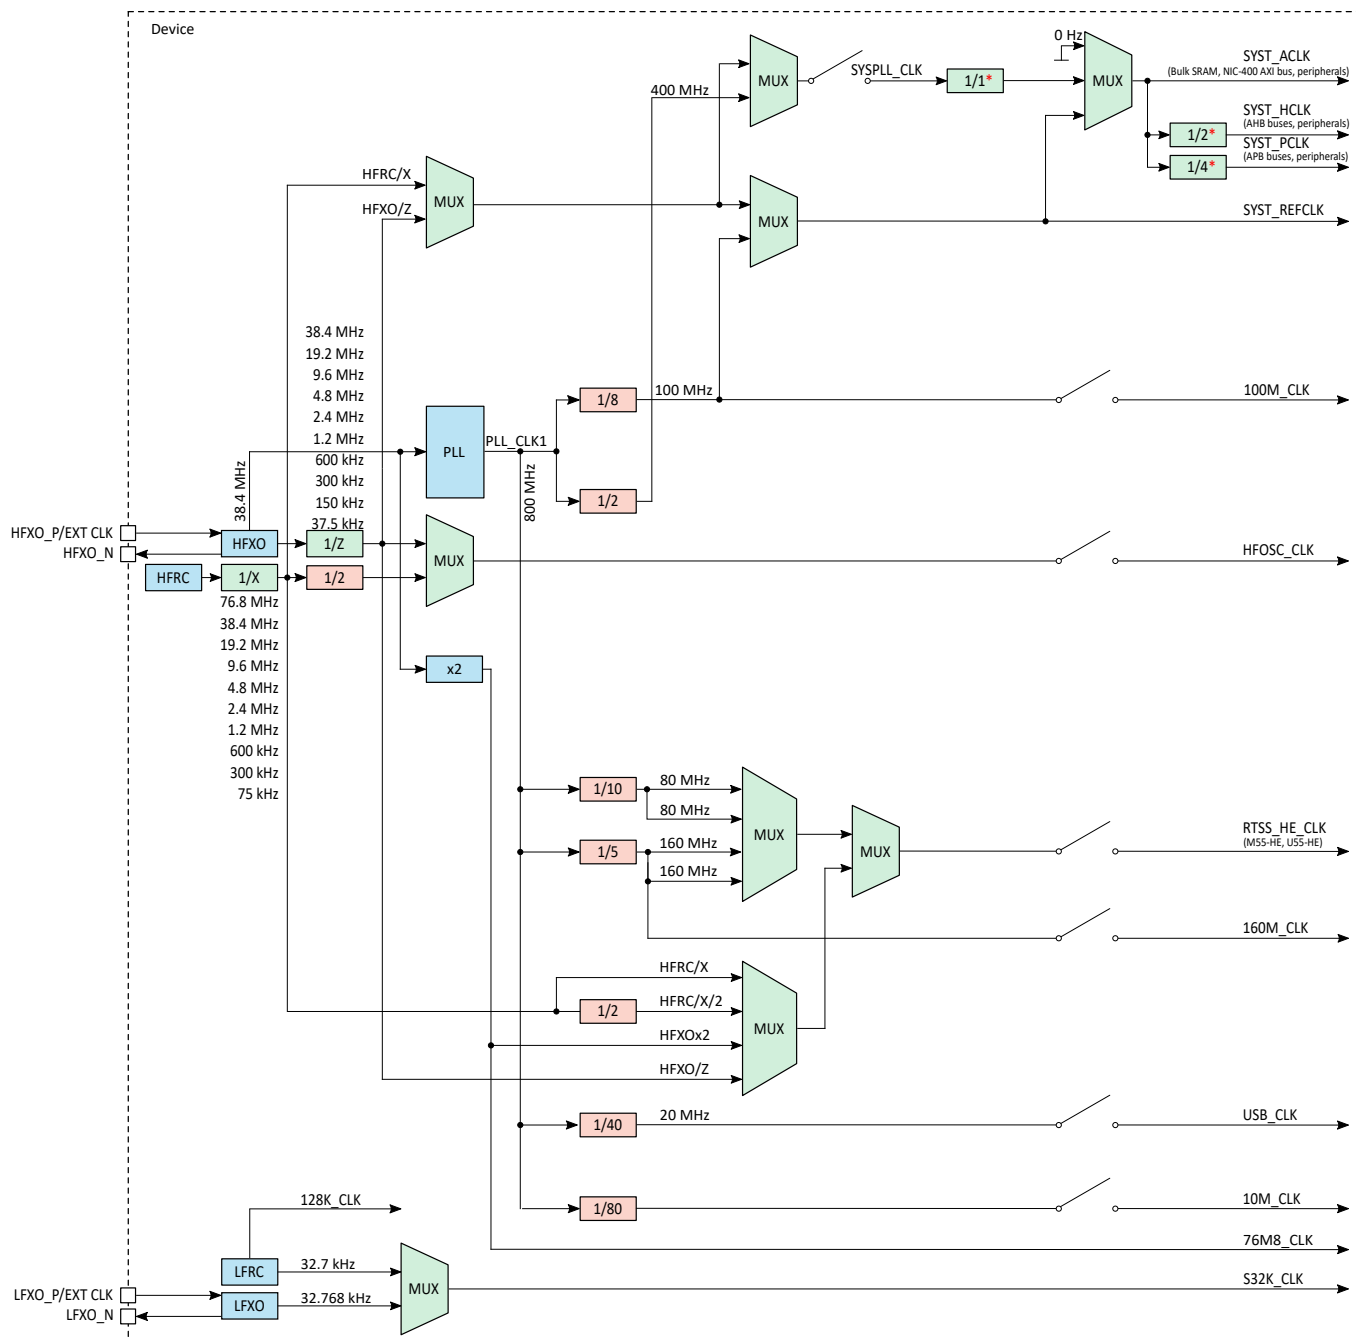 Device
0 Hz
SYST_ACLK
(Bulk SRAM, NIC-400 AXI bus, peripherals)
MUX
SYSPLL_CLK
1/1*
MUX
400 MHz
SYST_HCLK
(AHB buses, peripherals)
1/2*
SYST_PCLK
(APB buses, peripherals)
1/4*
HFRC/X
MUX
HFXO/Z
MUX
SYST_REFCLK
38.4 MHz
19.2 MHz
9.6 MHz
4.8 MHz
2.4 MHz
1.2 MHz
600 kHz
300 kHz
150 kHz
37.5 kHz
1/8
100 MHz
100M_CLK
PLL
PLL_CLK1
800 MHz
38.4 MHz
1/2
HFXO_P/EXT CLK
HFXO_N
HFXO
1/Z
MUX
HFOSC_CLK
HFRC
1/X
1/2
76.8 MHz
38.4 MHz
19.2 MHz
9.6 MHz
4.8 MHz
2.4 MHz
1.2 MHz
600 kHz
300 kHz
75 kHz
x2
1/10
80 MHz
80 MHz
MUX
1/5
160 MHz
160 MHz
MUX
RTSS_HE_CLK
(M55-HE, U55-HE)
160M_CLK
HFRC/X
1/2
HFRC/X/2
MUX
HFXOx2
HFXO/Z
1/40
20 MHz
USB_CLK
1/80
10M_CLK
128K_CLK
76M8_CLK
LFRC
32.7 kHz
MUX
S32K_CLK
LFXO_P/EXT CLK
LFXO_N
LFXO
32.768 kHz